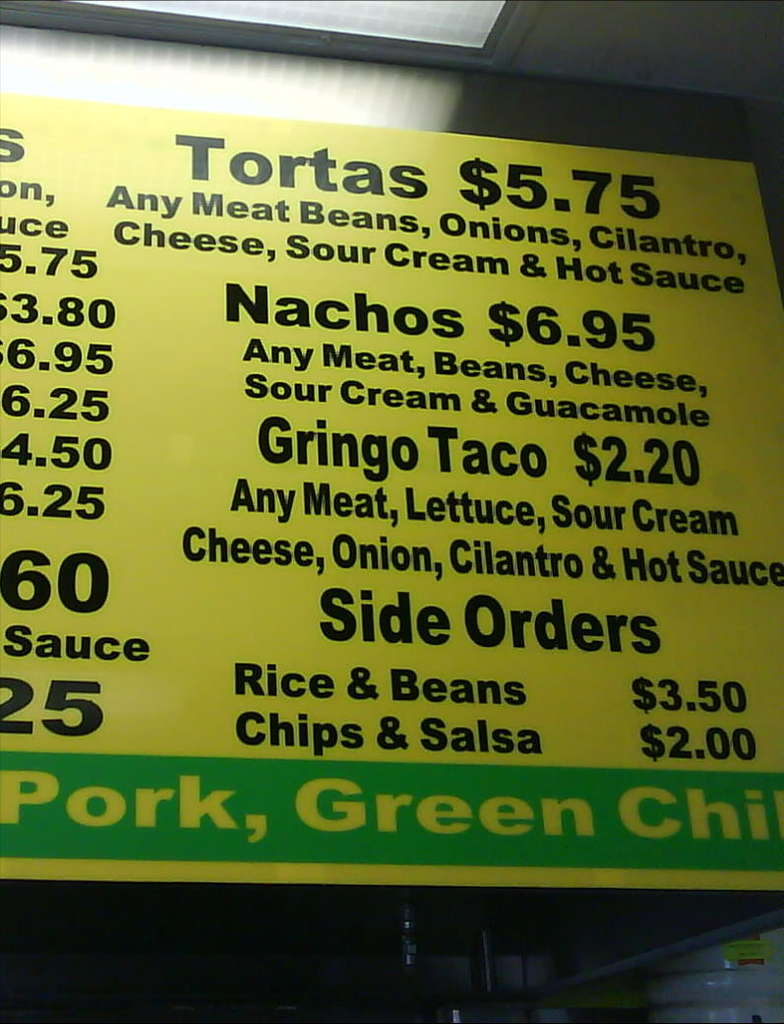 Tortas $5.75
Any Meat Beans, Onions, Cilantro,
Cheese, Sour Cream & Hot Sauce
Nachos $6.95
Any Meat, Beans, Cheese,
Sour Cream & Guacamole
Gringo Taco $2.20
Any Meat, Lettuce, Sour Cream
Cheese, Onion, Cilantro & Hot Sauce
Side Orders
Rice & Beans $3.50
Chips & Salsa $2.00
5.75
$3.80
6.95
6.25
4.50
6.25
60
Sauce
25
Pork, Green Chi